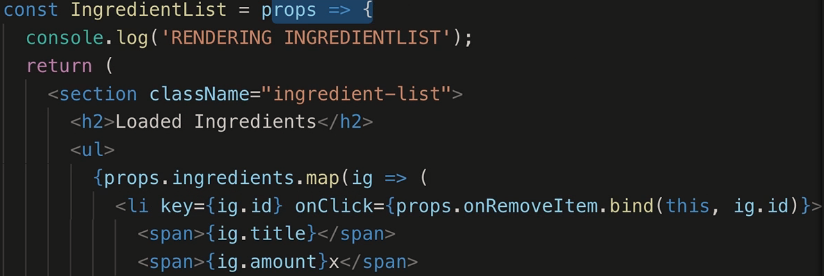 const IngredientList = props => {
console.log('RENDERING INGREDIENTLIST');
return (
<section className="ingredient-list">
<h2>Loaded Ingredients</h2>
<ul>
{props.ingredients.map(ig => (
<li key={ig.id} onClick={props.onRemoveItem.bind(this, ig.id)}>
<span>{ig.title}</span>
<span>{ig.amount}x</span>